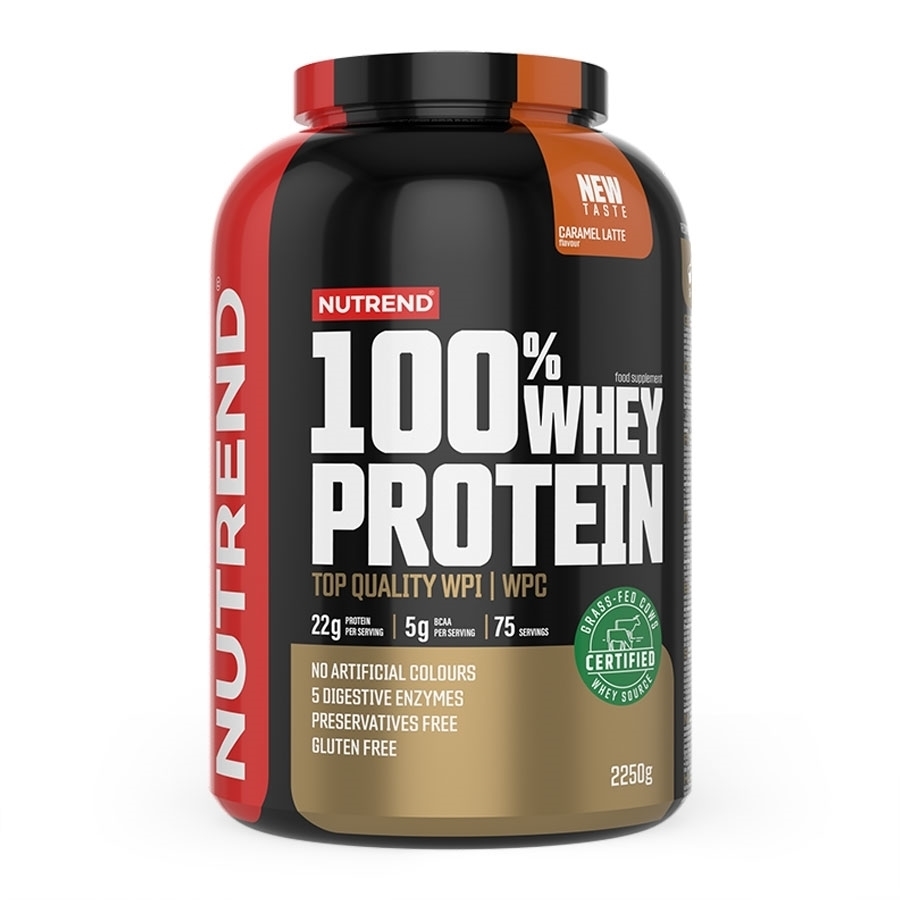 NEW
TASTE
CARAMEL LATTE
flavour
NUTREND®
NUTREND®
100%
food supplement
WHEY
PROTEIN
TOP QUALITY WPI | WPC
22g PROTEIN PER SERVING | 5g BCAA PER SERVING | 75 SERVINGS
GRASS-FED COWS
CERTIFIED
WHEY SOURCE
NO ARTIFICIAL COLOURS
5 DIGESTIVE ENZYMES
PRESERVATIVES FREE
GLUTEN FREE
2250g